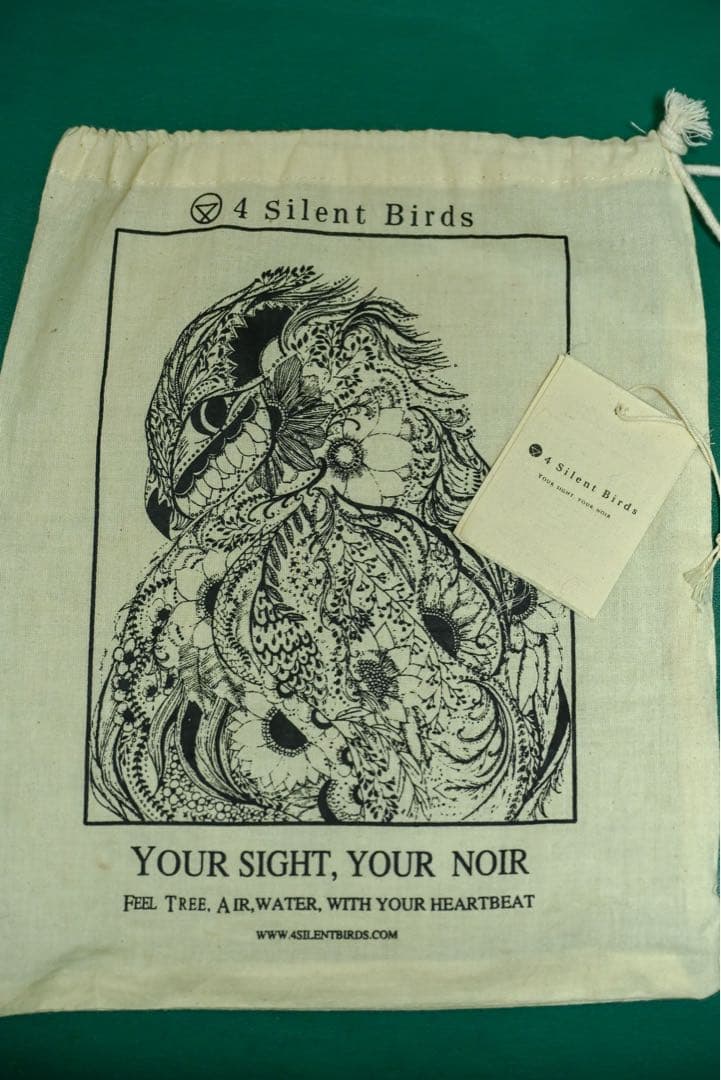 4 Silent Birds
4 Silent Birds
YOUR SIGHT, YOUR NOIR
YOUR SIGHT, YOUR NOIR
FEEL TREE, AIR,WATER, WITH YOUR HEARTBEAT
WWW.4SILENTBIRDS.COM